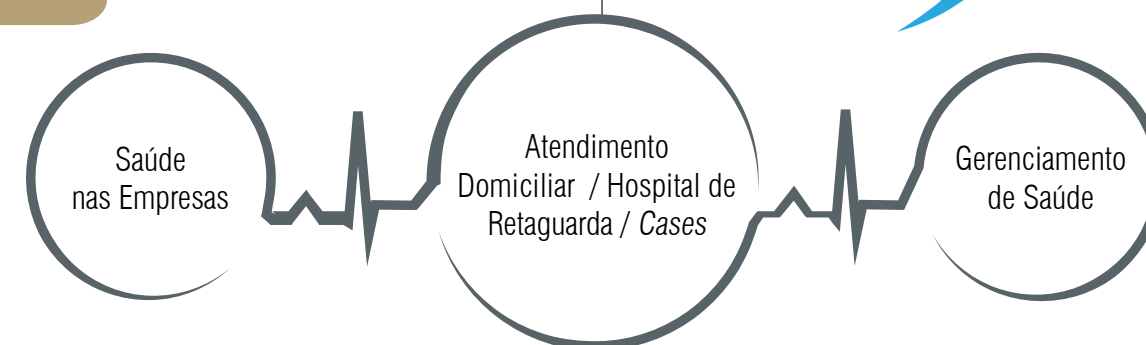 Saúde
nas Empresas
Atendimento
Domiciliar / Hospital de
Retaguarda / Cases
Gerenciamento
de Saúde